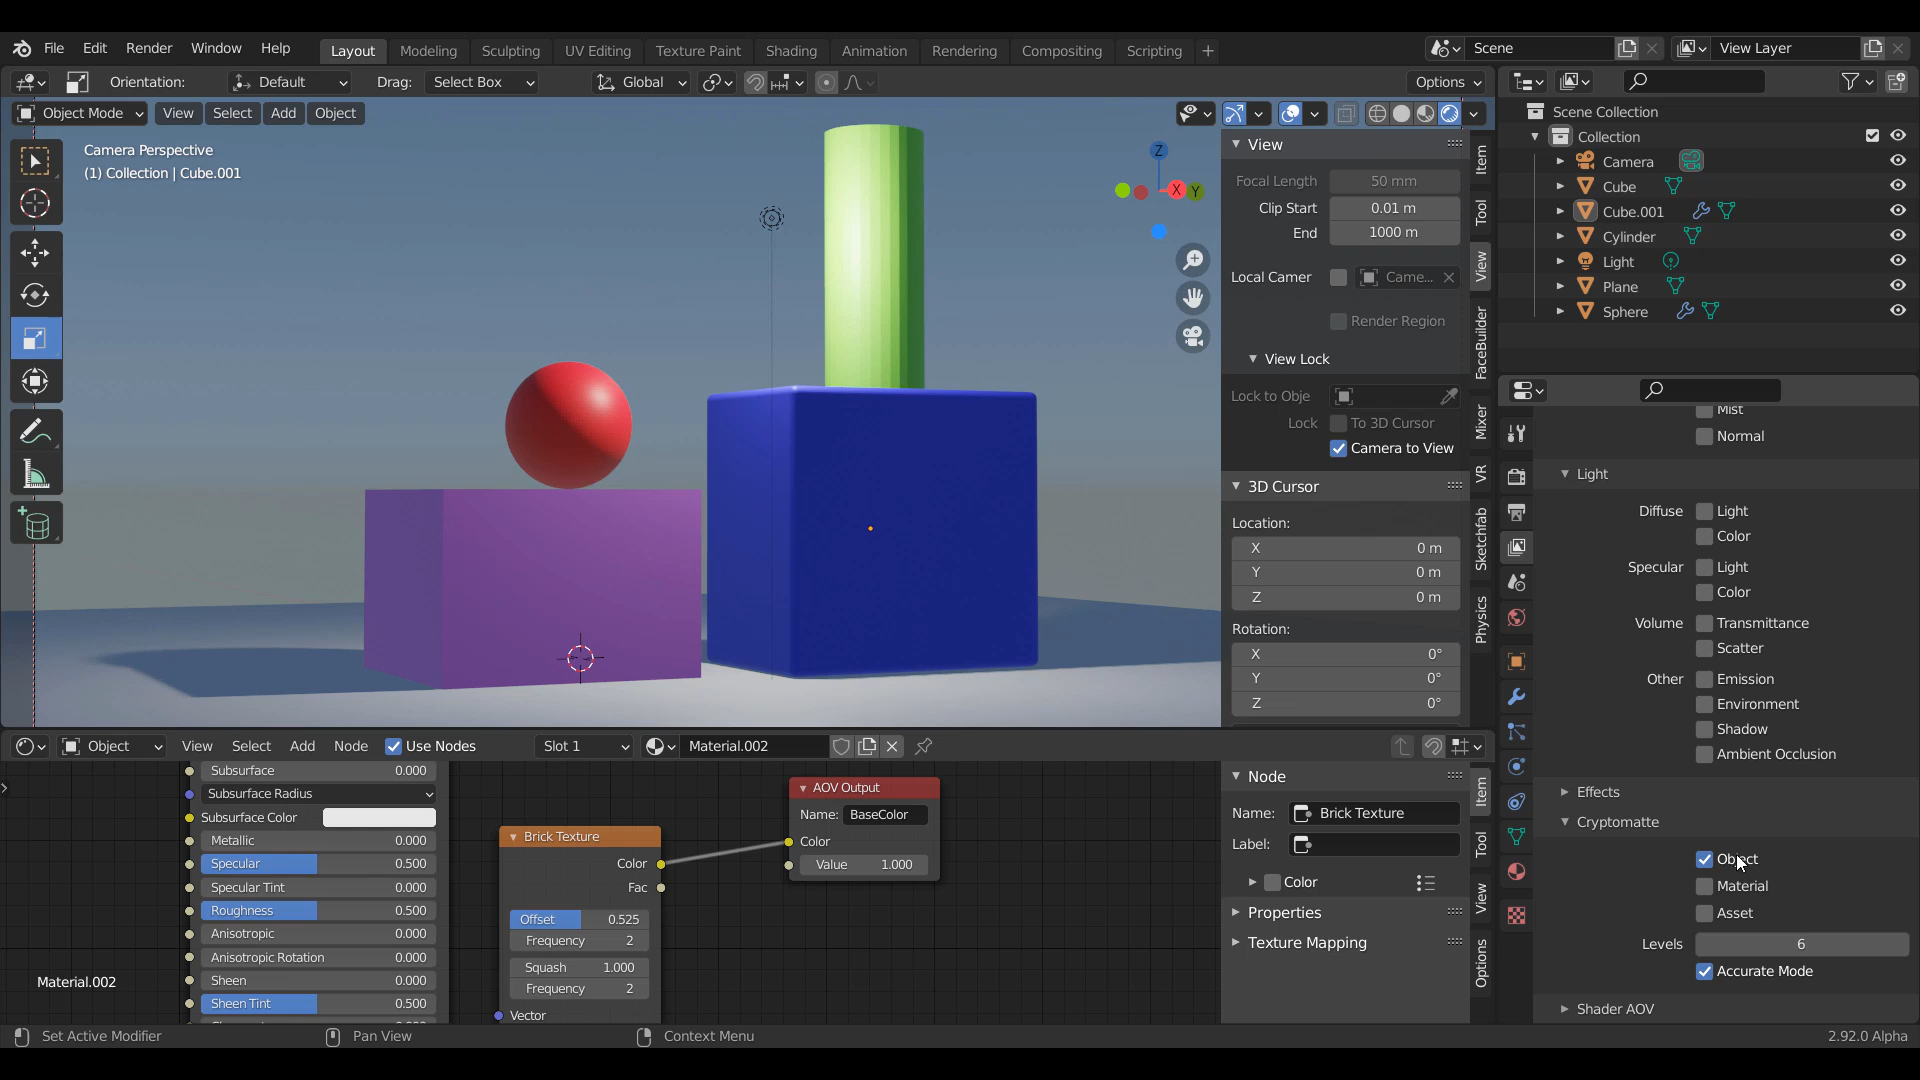 File Edit Render Window Help Layout Modeling Sculpting UV Editing Texture Paint Shading Animation Rendering Compositing Scripting + Scene View Layer
Orientation: Default Drag: Select Box Global Options
Object Mode View Select Add Object
Camera Perspective
(1) Collection | Cube.001
Z
X Y
View
Focal Length 50 mm
Clip Start 0.01 m
End 1000 m
Local Camer Came...
Render Region
View Lock
Lock to Obje
Lock To 3D Cursor
Camera to View
3D Cursor
Location:
X 0 m
Y 0 m
Z 0 m
Rotation:
X 0°
Y 0°
Z 0°
Item
Tool
View
FaceBuilder
Mixer
VR
Sketchfab
Physics
Scene Collection
Collection
Camera
Cube
Cube.001
Cylinder
Light
Plane
Sphere
Mist
Normal
Light
Diffuse Light
Color
Specular Light
Color
Volume Transmittance
Scatter
Other Emission
Environment
Shadow
Ambient Occlusion
Effects
Cryptomatte
Object
Material
Asset
Levels 6
Accurate Mode
Shader AOV
Object View Select Add Node Use Nodes Slot 1 Material.002
Subsurface 0.000
Subsurface Radius
Subsurface Color
Metallic 0.000
Specular 0.500
Specular Tint 0.000
Roughness 0.500
Anisotropic 0.000
Anisotropic Rotation 0.000
Sheen 0.000
Sheen Tint 0.500
Material.002
Brick Texture
Color
Fac
Offset 0.525
Frequency 2
Squash 1.000
Frequency 2
Vector
AOV Output
Name: BaseColor
Color
Value 1.000
Node
Name: Brick Texture
Label:
Color
Properties
Texture Mapping
Item
Tool
View
Options
Set Active Modifier Pan View Context Menu 2.92.0 Alpha